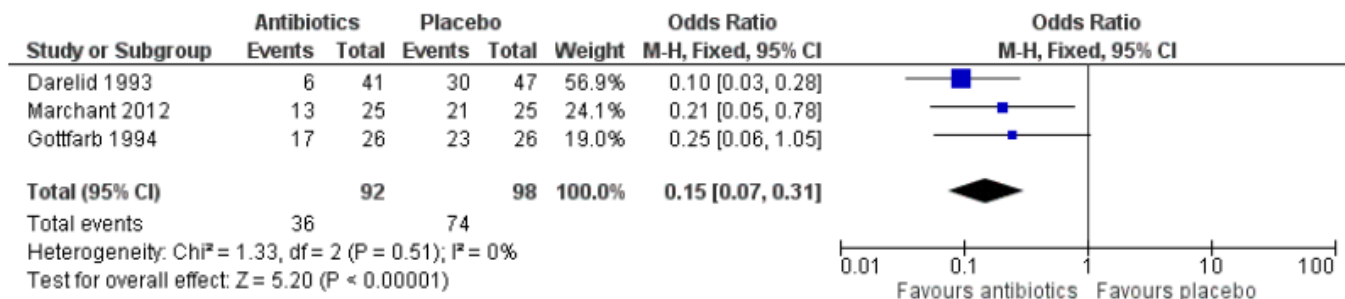 Antibiotics Placebo Odds Ratio Odds Ratio
Study or Subgroup Events Total Events Total Weight M-H, Fixed, 95% CI M-H, Fixed, 95% CI
Darelid 1993 6 41 30 47 56.9% 0.10 [0.03, 0.28]
Marchant 2012 13 25 21 25 24.1% 0.21 [0.05, 0.78]
Gottfarb 1994 17 26 23 26 19.0% 0.25 [0.06, 1.05]
Total (95% CI) 92 98 100.0% 0.15 [0.07, 0.31]
Total events 36 74
Heterogeneity: Chi² = 1.33, df = 2 (P = 0.51); I² = 0%
Test for overall effect: Z = 5.20 (P < 0.00001)
0.01 0.1 1 10 100
Favours antibiotics Favours placebo